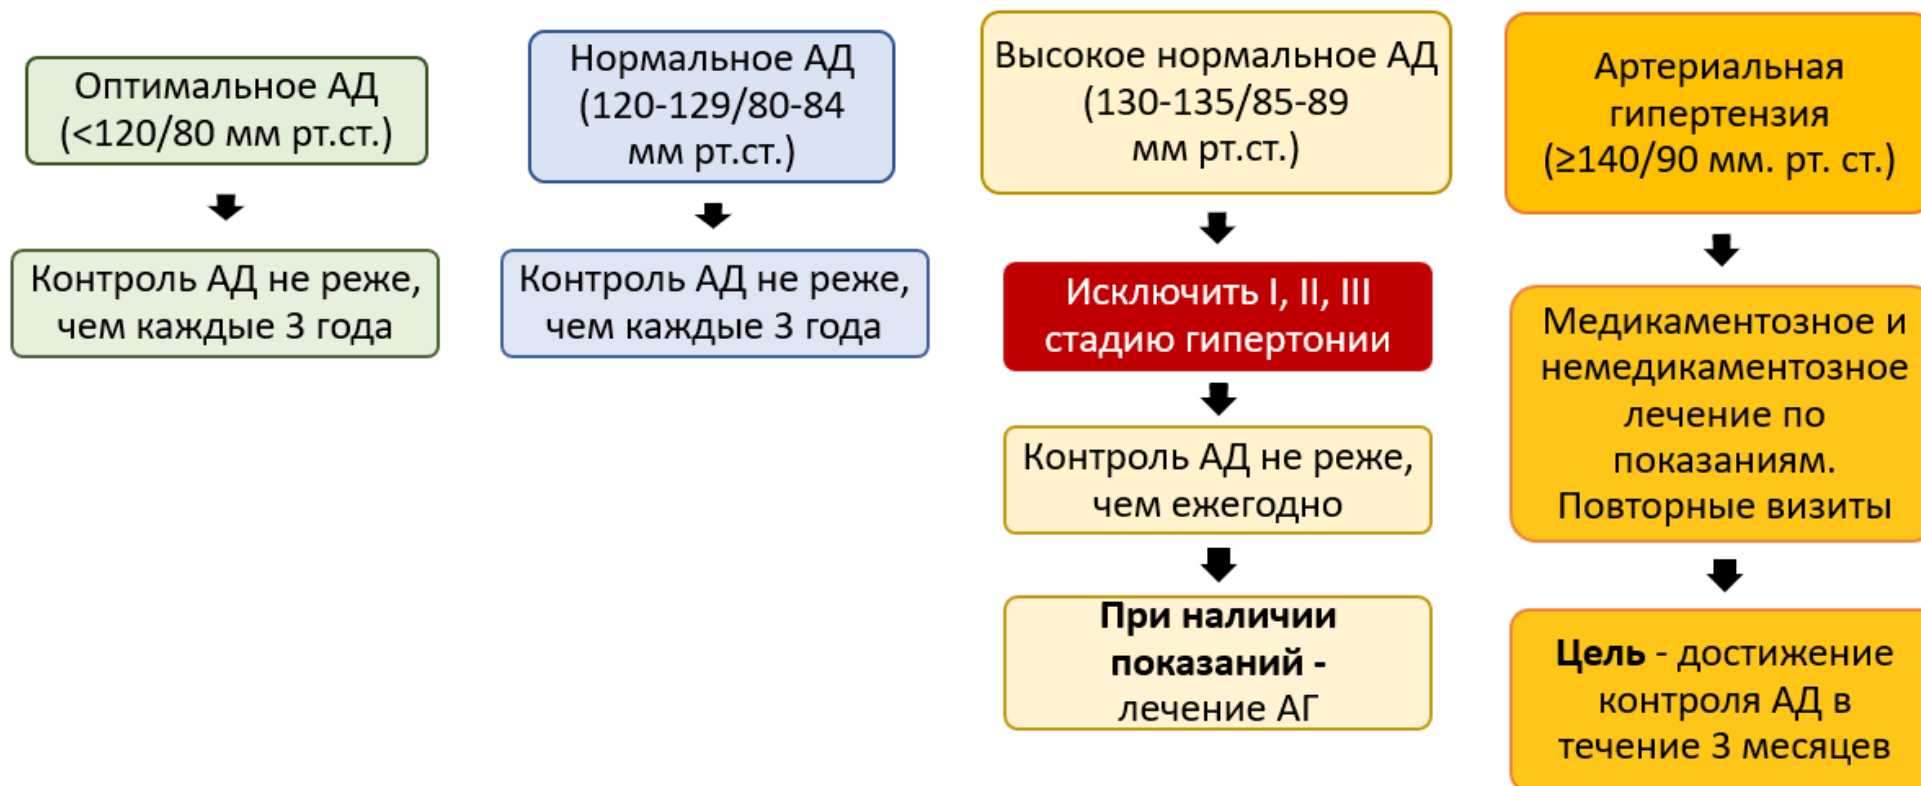 Оптимальное АД
(<120/80 мм рт.ст.)
Контроль АД не реже,
чем каждые 3 года
Нормальное АД
(120-129/80-84
мм рт.ст.)
Контроль АД не реже,
чем каждые 3 года
Высокое нормальное АД
(130-135/85-89
мм рт.ст.)
Исключить I, II, III
стадию гипертонии
Контроль АД не реже,
чем ежегодно
При наличии
показаний -
лечение АГ
Артериальная
гипертензия
(≥140/90 мм. рт. ст.)
Медикаментозное и
немедикаментозное
лечение по
показаниям.
Повторные визиты
Цель - достижение
контроля АД в
течение 3 месяцев